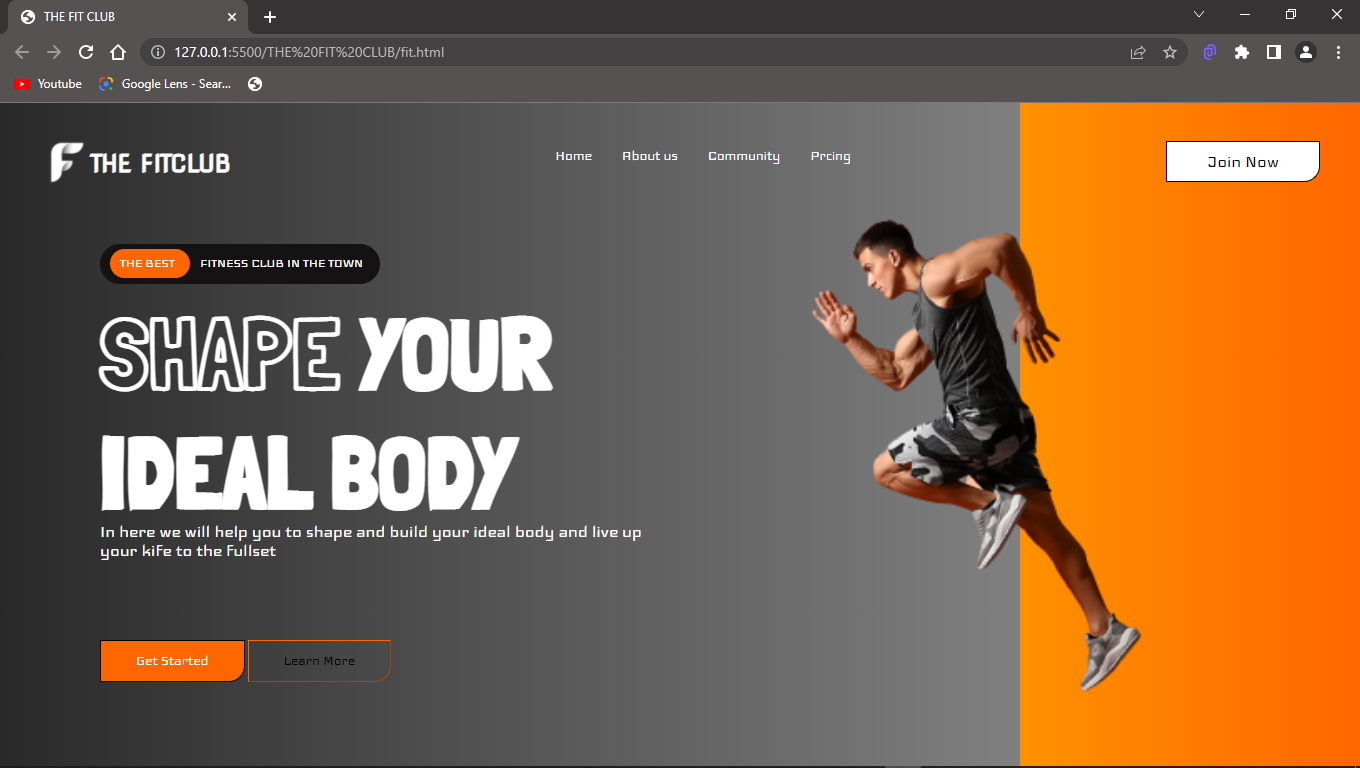 THE FIT CLUB
127.0.0.1:5500/THE%20FIT%20CLUB/fit.html
Youtube
Google Lens - Sear...
THE FITCLUB
Home About us Community Prcing
Join Now
THE BEST FITNESS CLUB IN THE TOWN
SHAPE YOUR
IDEAL BODY
In here we will help you to shape and build your ideal body and live up
your kiFe to the Fullset
Get Started Learn More